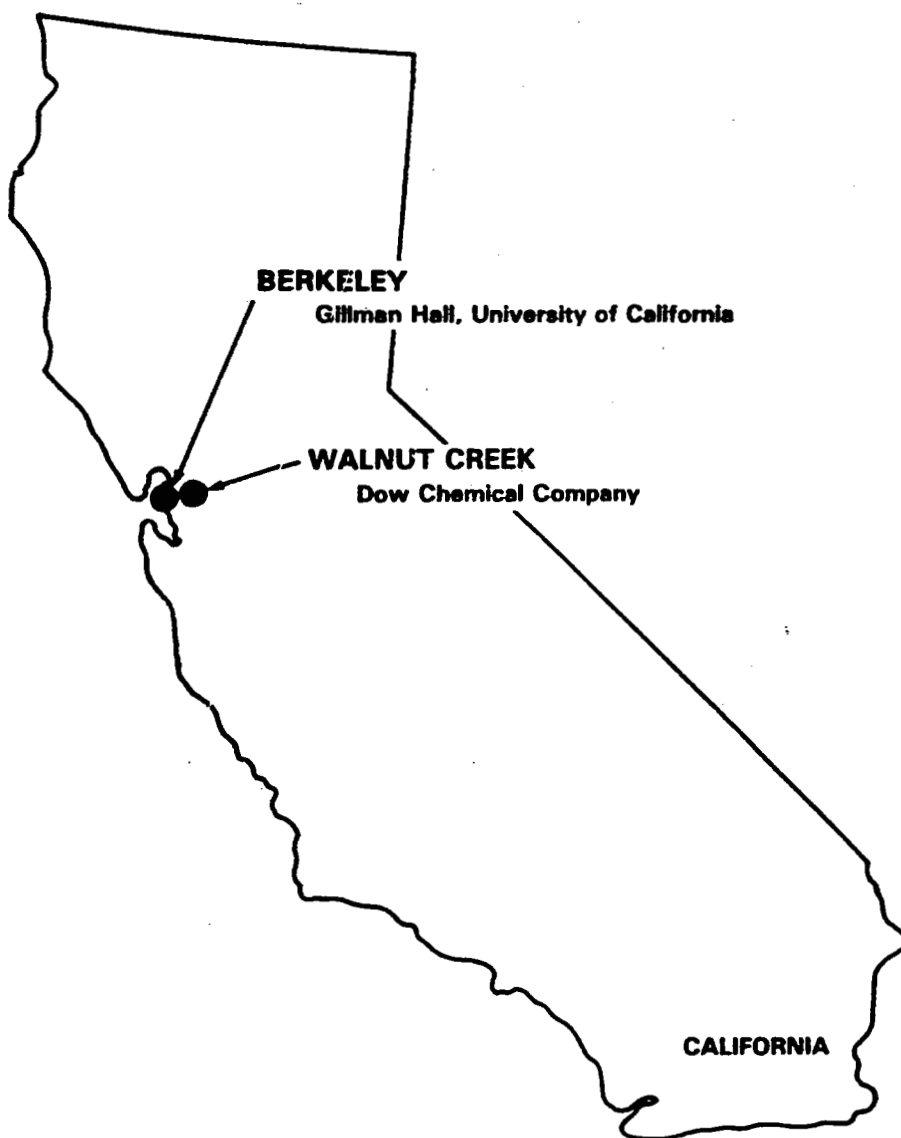 BERKELEY
Gillman Hall, University of California
WALNUT CREEK
Dow Chemical Company
CALIFORNIA